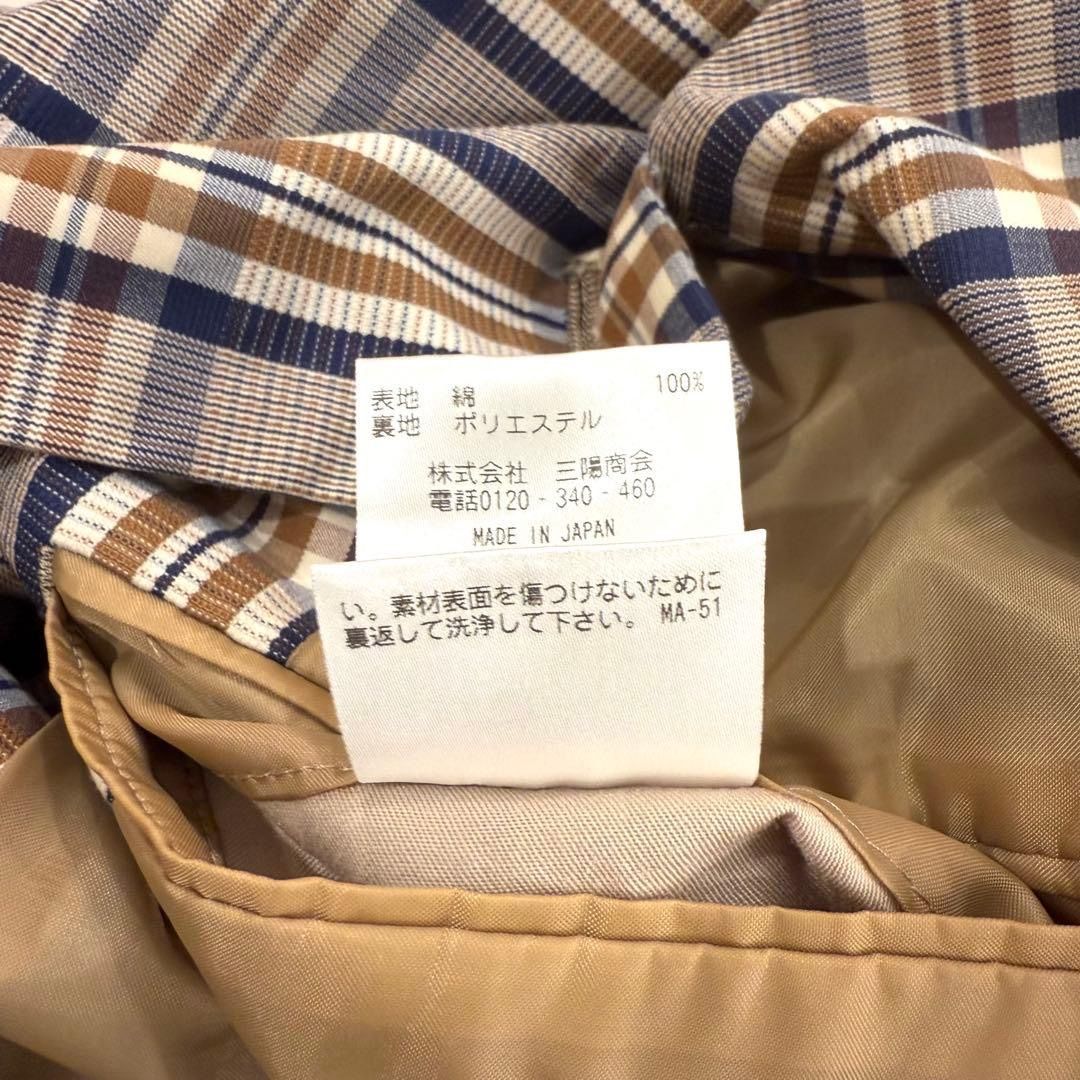 表地 綿 100%
裏地 ポリエステル
株式会社 三陽商会
電話0120-340-460
MADE IN JAPAN
い。素材表面を傷つけないために
裏返して洗浄して下さい。 MA-51